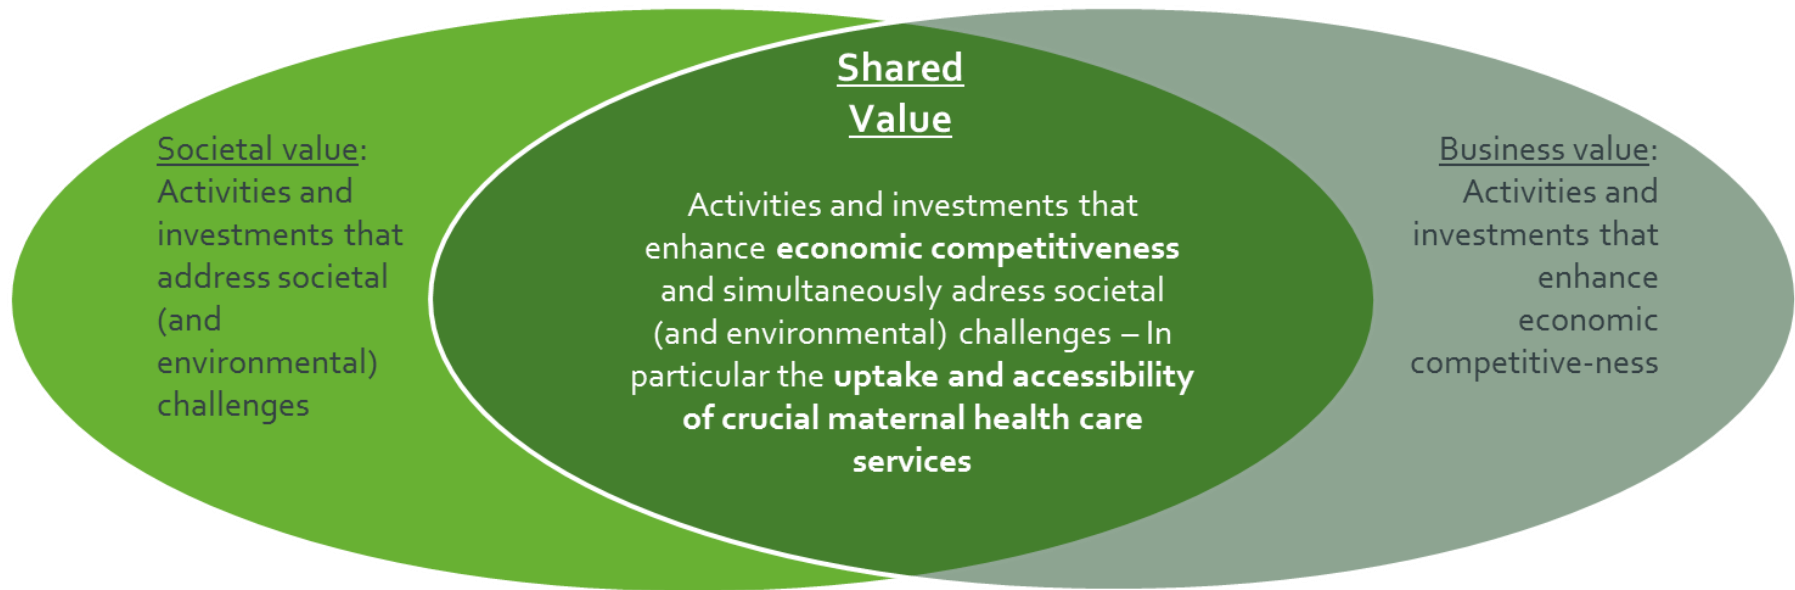 Societal value:
Activities and
investments that
address societal
(and
environmental)
challenges
Shared
Value
Activities and investments that
enhance economic competitiveness
and simultaneously adress societal
(and environmental) challenges – In
particular the uptake and accessibility
of crucial maternal health care
services
Business value:
Activities and
investments that
enhance
economic
competitive-ness